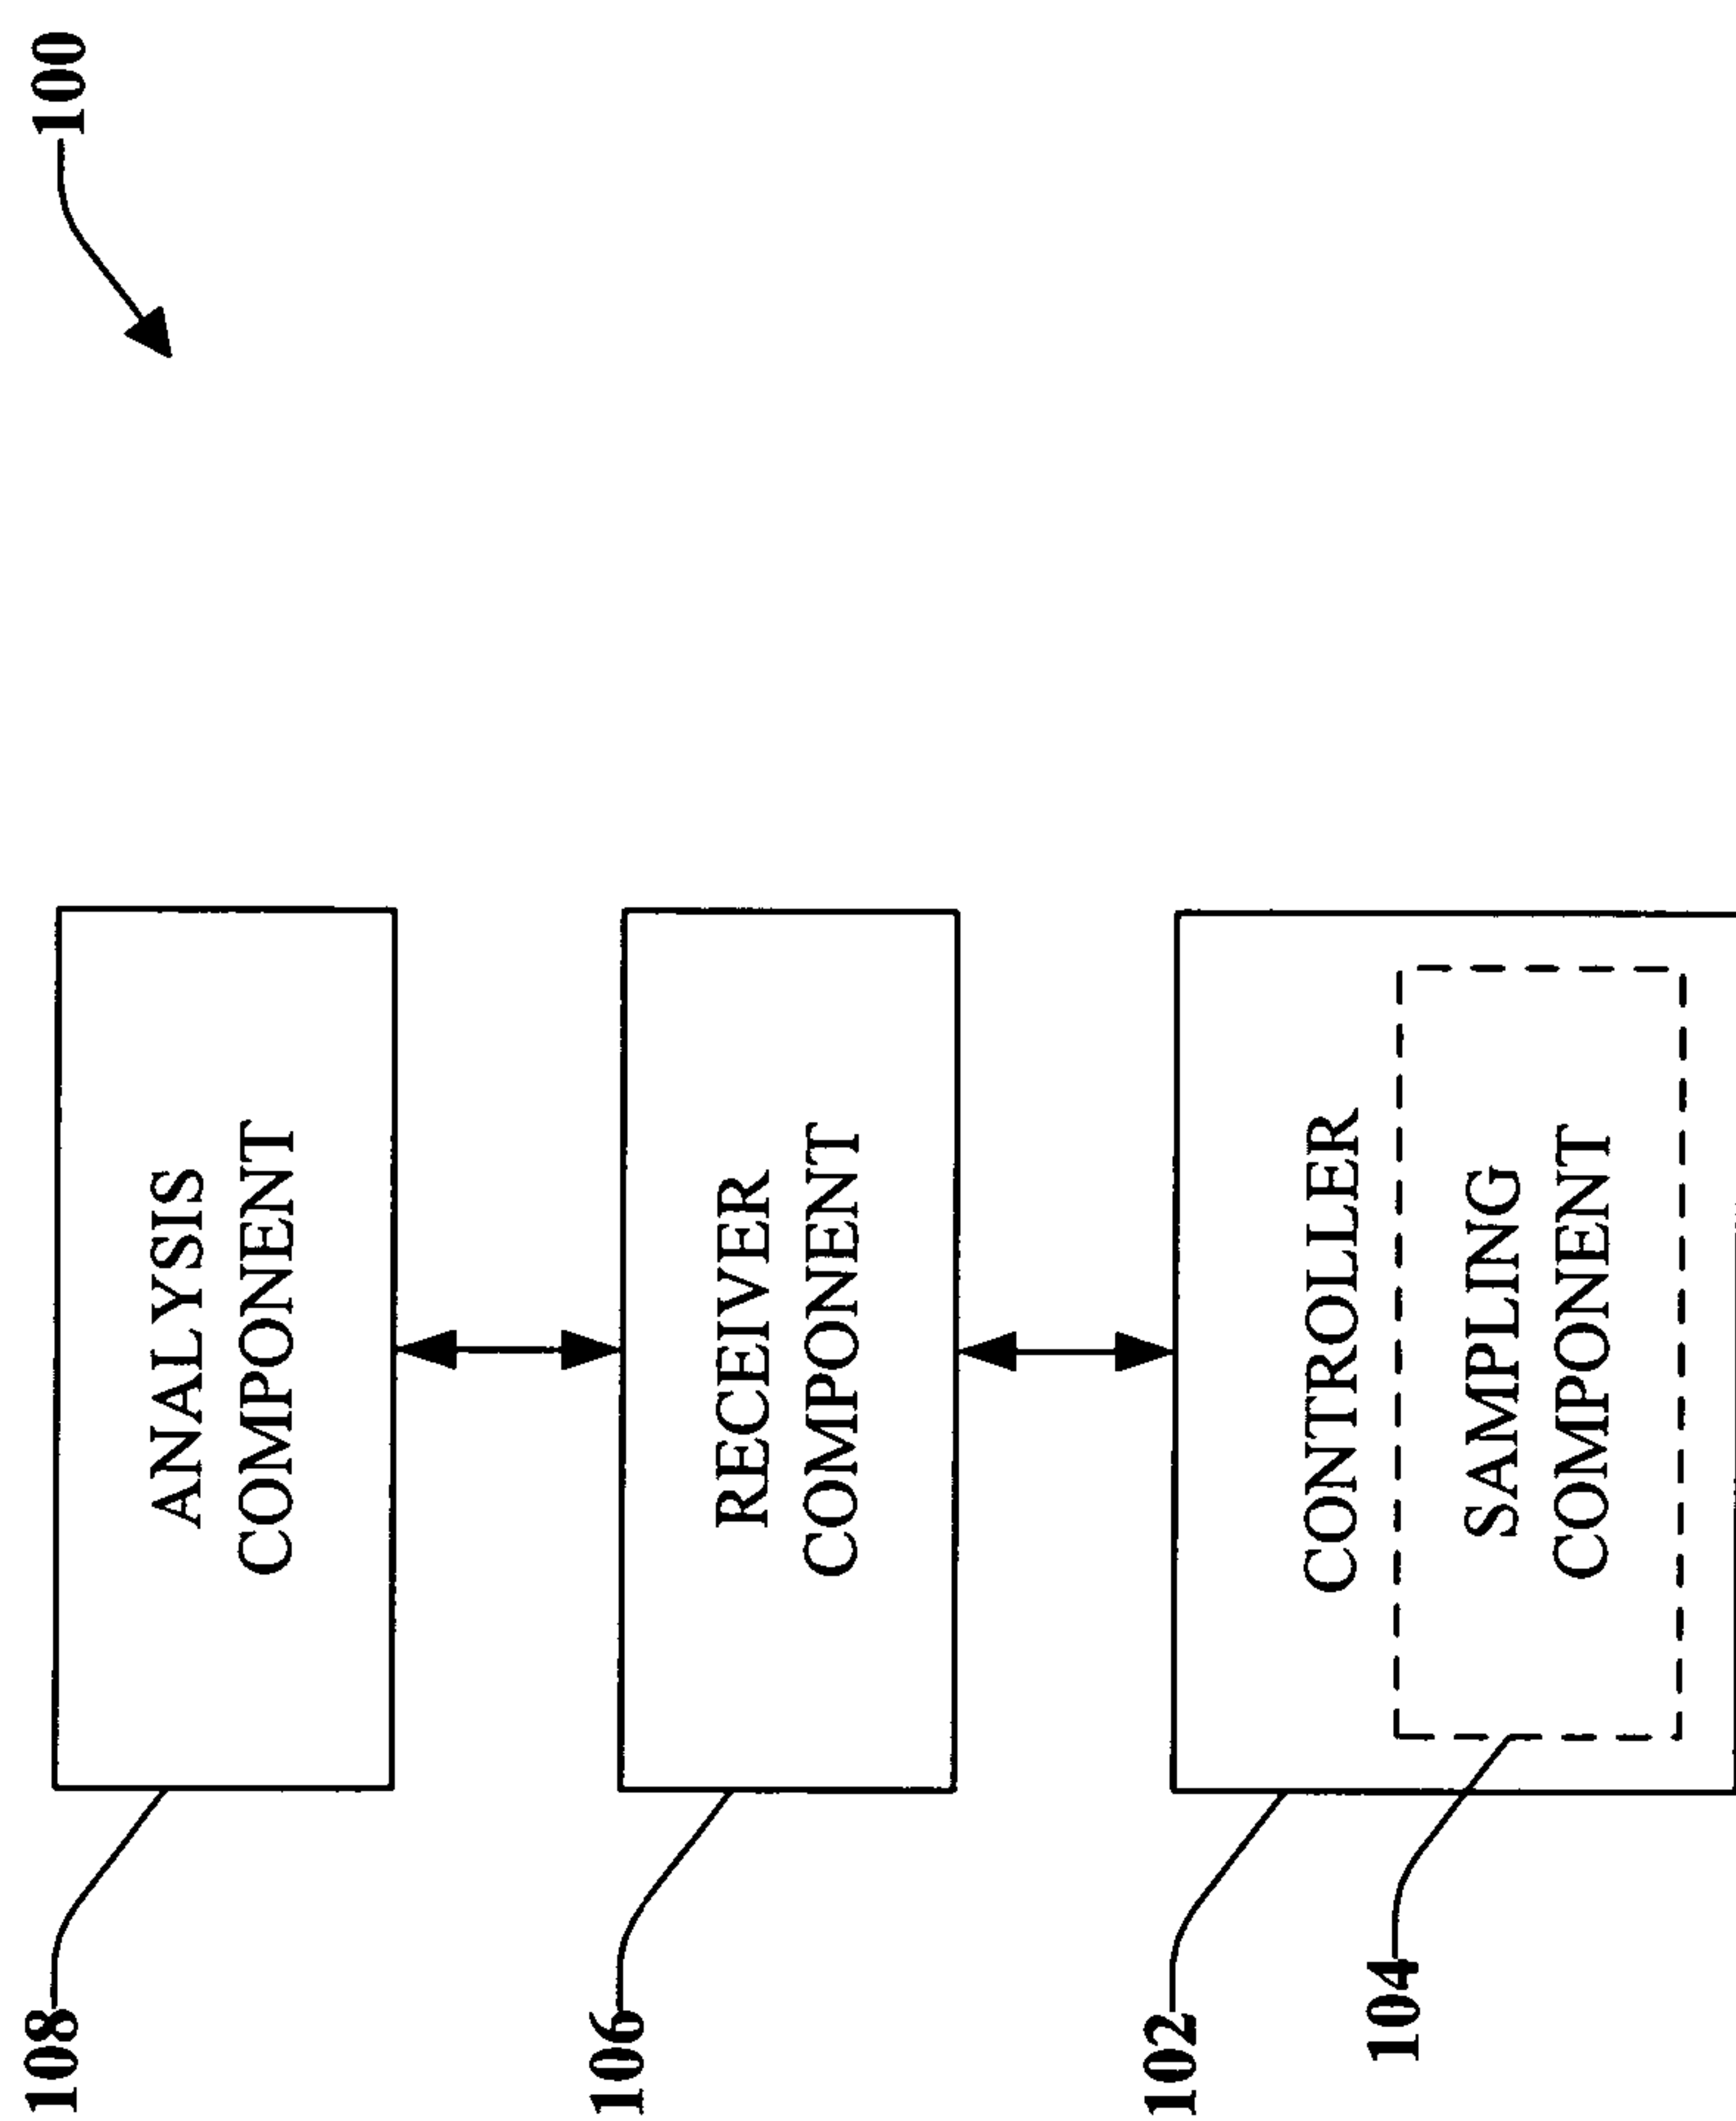 100
108
ANALYSIS
COMPONENT
106
RECEIVER
COMPONENT
102
CONTROLLER
104
SAMPLING
COMPONENT